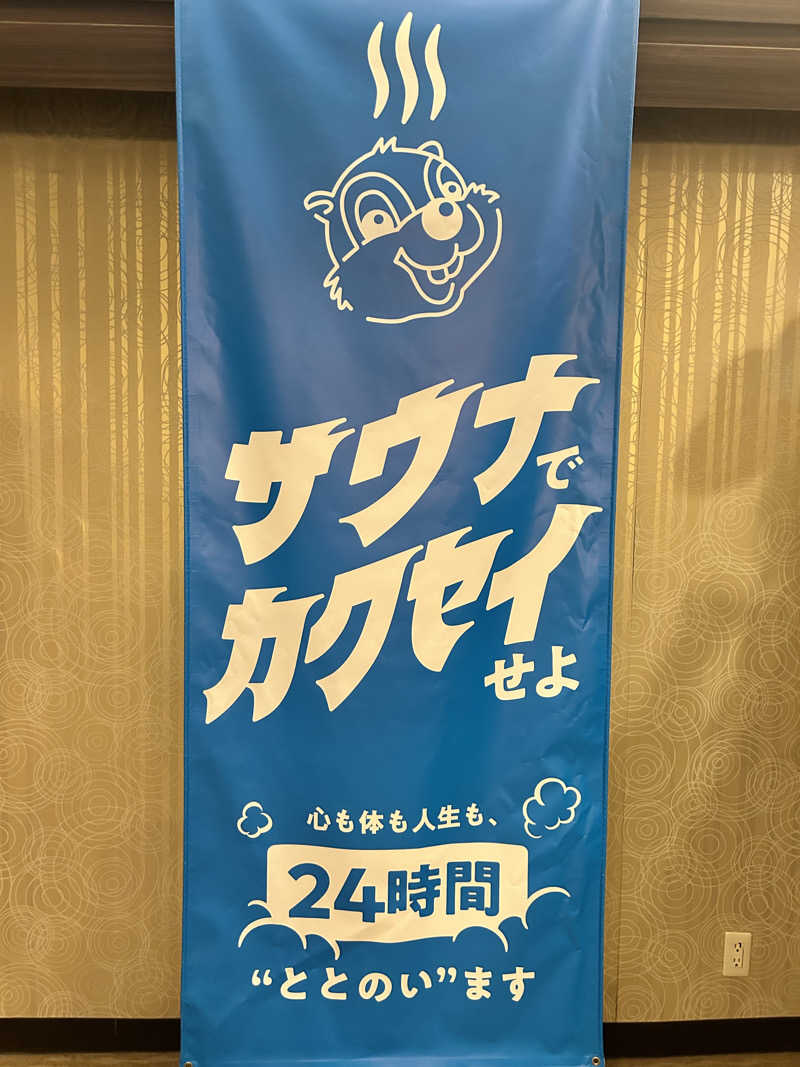 サウナで
カクセイせよ
心も体も人生も、
24時間
“ととのい”ます